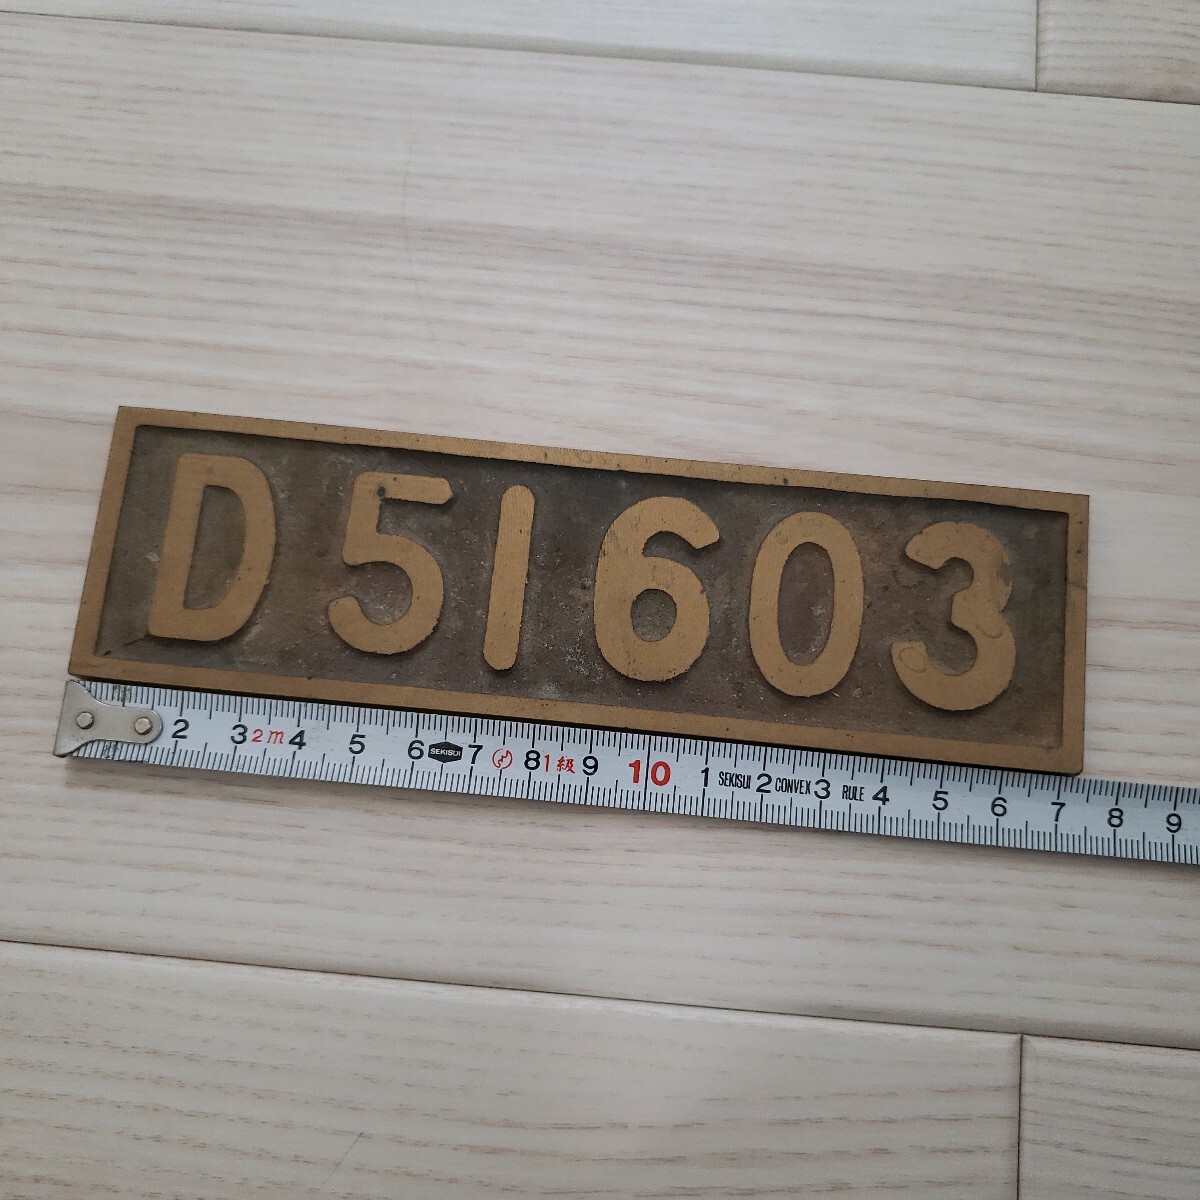 D51603
2 3 2m 4 5 6 SEKISUI 7 8 1級 9 10 1 SEKISUI 2 CONVEX 3 RULE 4 5 6 7 8 9